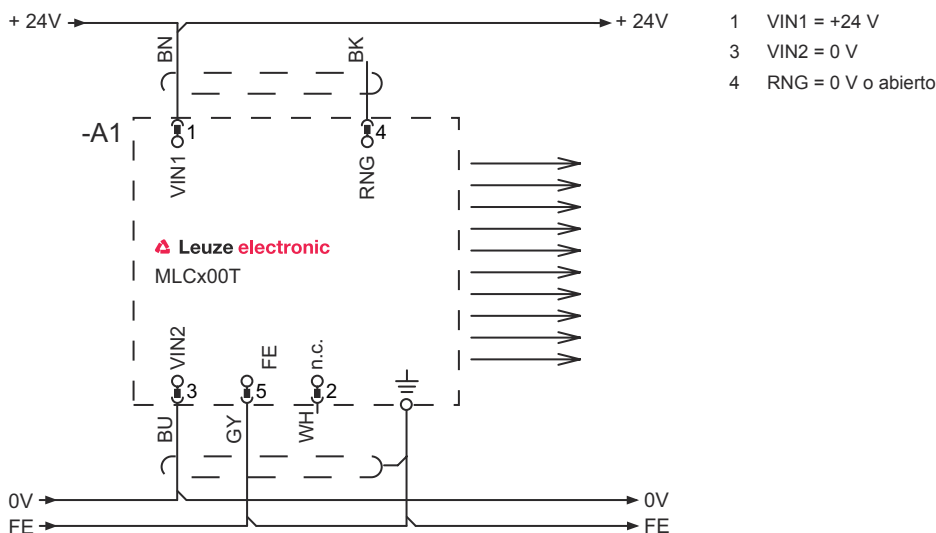 + 24V
+ 24V
BN
BK
1 VIN1 = +24 V
3 VIN2 = 0 V
4 RNG = 0 V o abierto
-A1
1
4
VIN1
RNG
Leuze electronic
MLCx00T
VIN2
FE
n.c.
3
5
2
BU
GY
WH
0V
0V
FE
FE